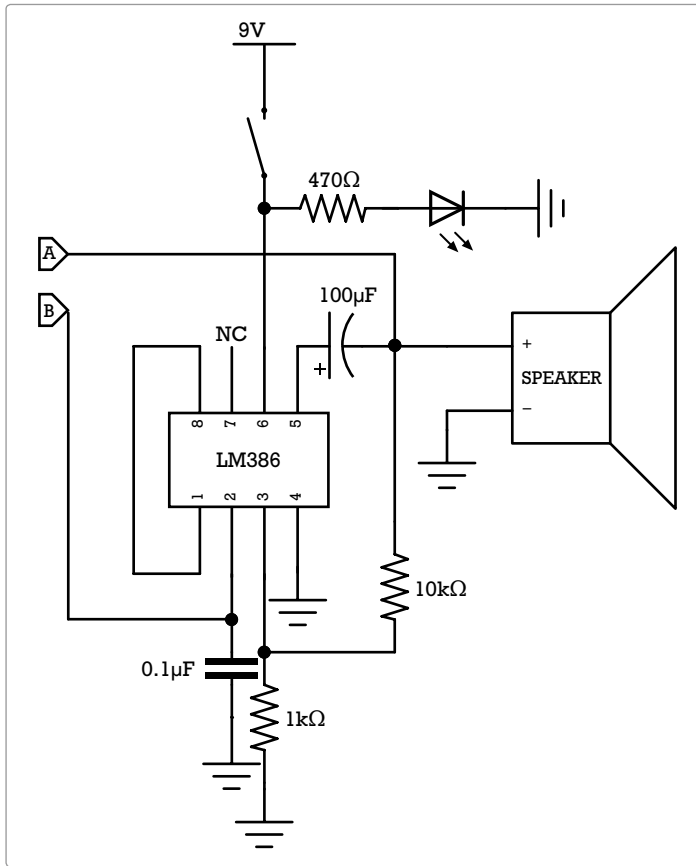 9V
470Ω
A
B
100µF
NC
+
+
SPEAKER
−
8 7 6 5
LM386
1 2 3 4
10kΩ
0.1µF
1kΩ